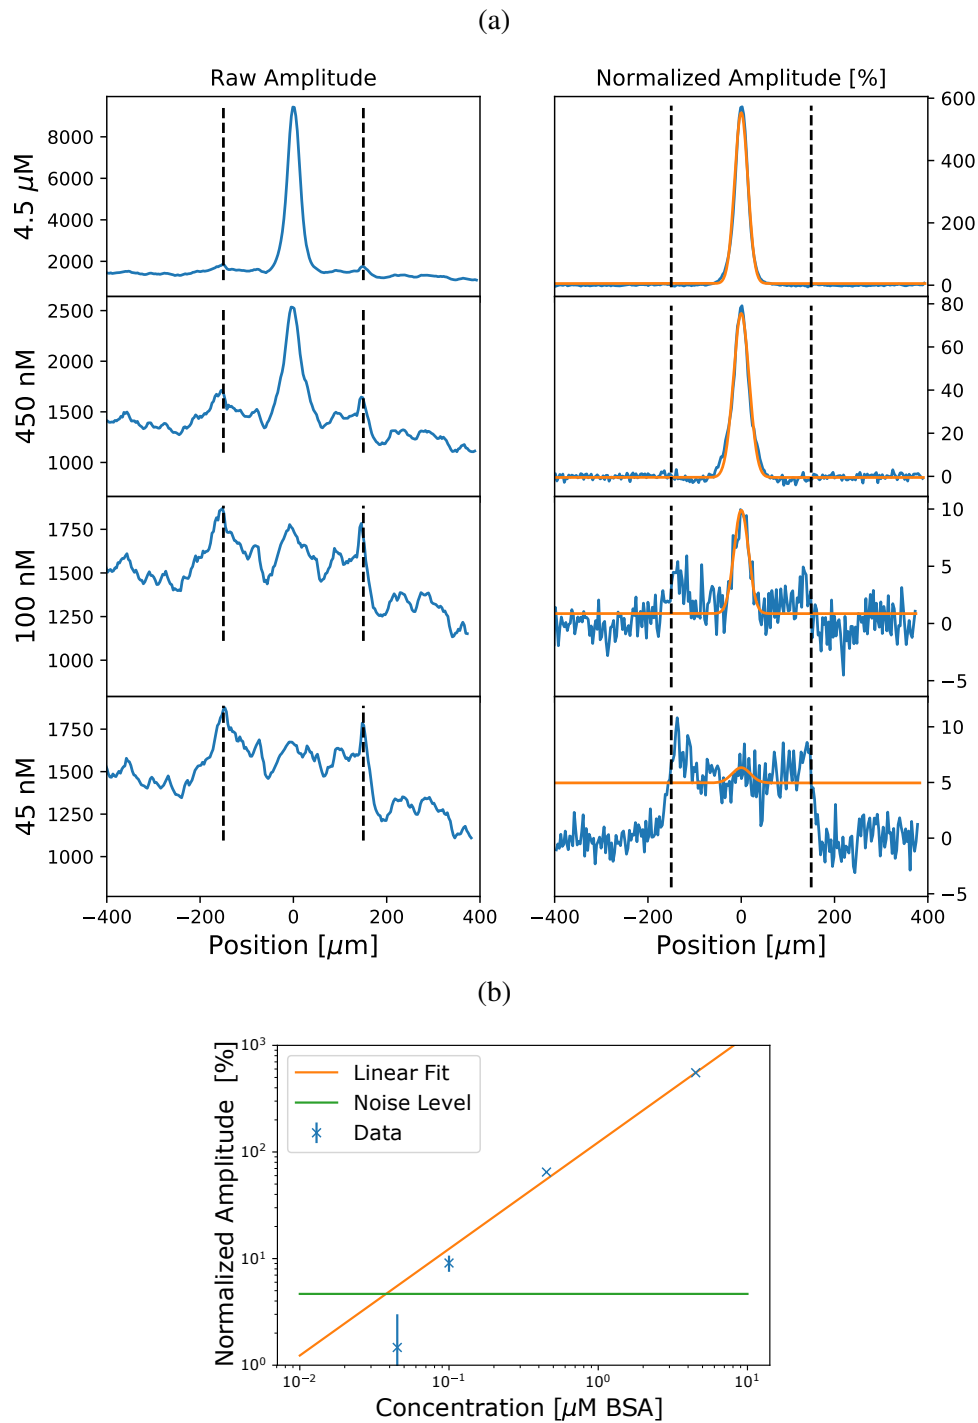 (a)
Raw Amplitude
Normalized Amplitude [%]
4.5 μM
8000
6000
4000
2000
600
400
200
0
450 nM
2500
2000
1500
1000
80
60
40
20
0
100 nM
1750
1500
1250
1000
10
5
0
−5
45 nM
1750
1500
1250
1000
10
5
0
−5
−400 −200 0 200 400
−400 −200 0 200 400
Position [μm]
Position [μm]
(b)
Normalized Amplitude [%]
10³
10²
10¹
10⁰
Linear Fit
Noise Level
Data
10⁻² 10⁻¹ 10⁰ 10¹
Concentration [μM BSA]